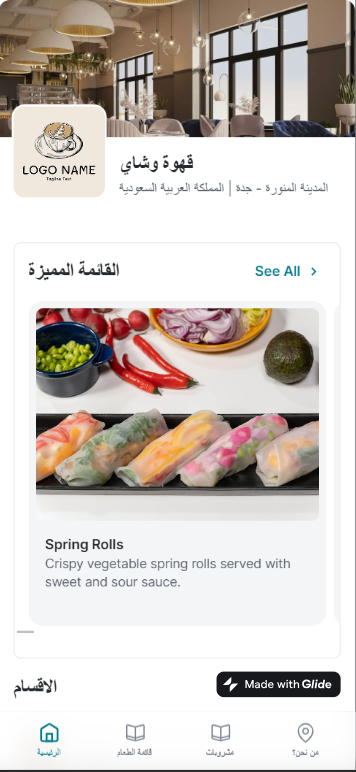 LOGO NAME
Tagline Text
قهوة وشاي
المدينة المنورة - جدة | المملكة العربية السعودية
القائمة المميزة
See All
Spring Rolls
Crispy vegetable spring rolls served with
sweet and sour sauce.
الاقسام
Made with Glide
الرئيسية
قائمة الطعام
مشروبات
من نحن؟